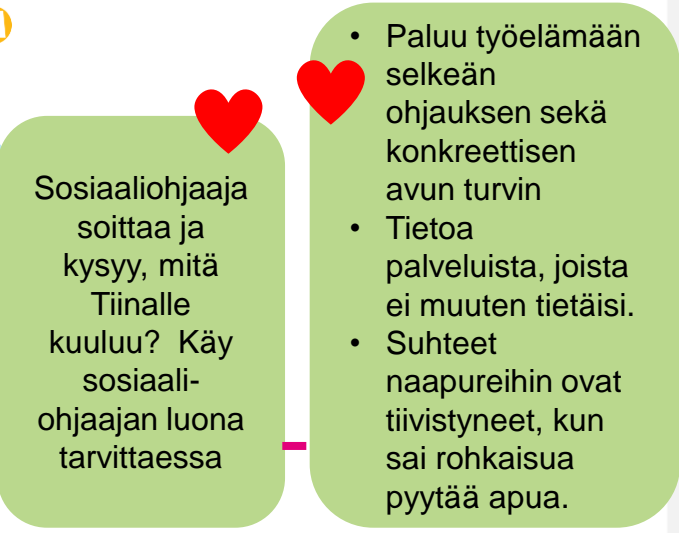 Sosiaaliohjaaja
soittaa ja
kysyy, mitä
Tiinalle
kuuluu? Käy
sosiaali-
ohjaajan luona
tarvittaessa
• Paluu työelämään
selkeän
ohjauksen sekä
konkreettisen
avun turvin
• Tietoa
palveluista, joista
ei muuten tietäisi.
• Suhteet
naapureihin ovat
tiivistyneet, kun
sai rohkaisua
pyytää apua.